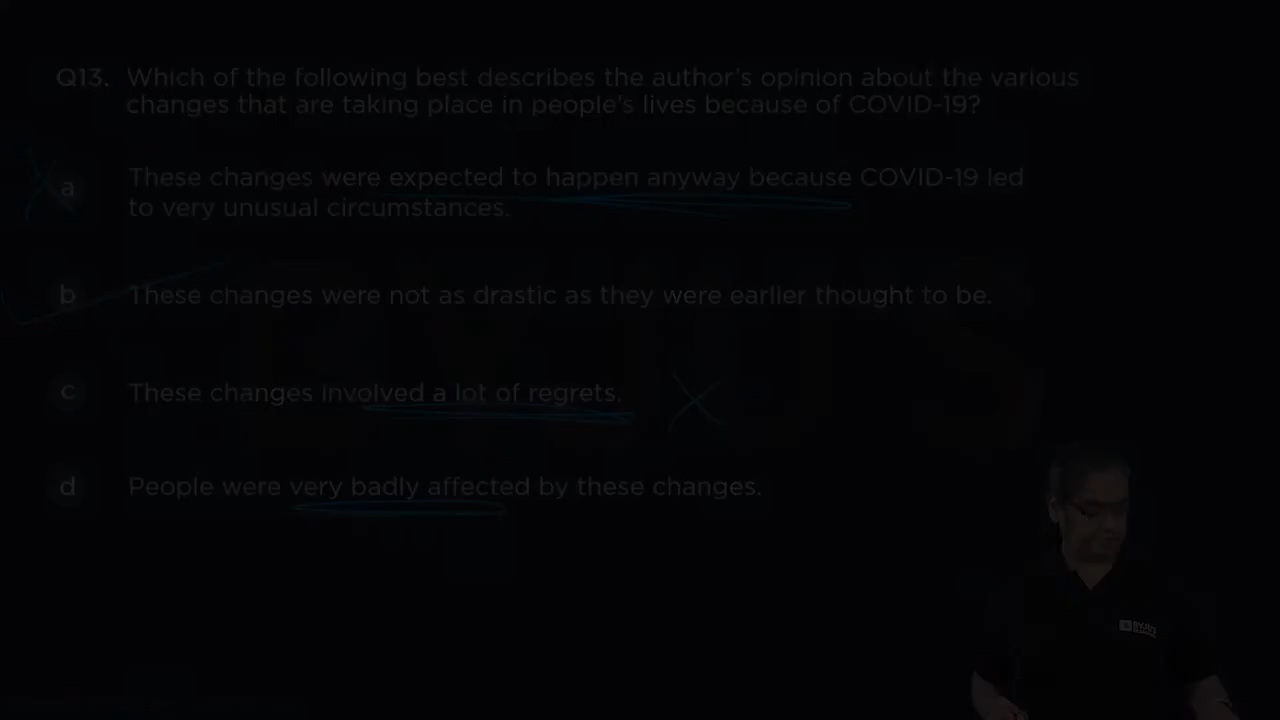 Q13. Which of the following best describes the author's opinion about the various
changes that are taking place in people's lives because of COVID-19?
a These changes were expected to happen anyway because COVID-19 led
to very unusual circumstances.
b These changes were not as drastic as they were earlier thought to be.
c These changes involved a lot of regrets.
d People were very badly affected by these changes.